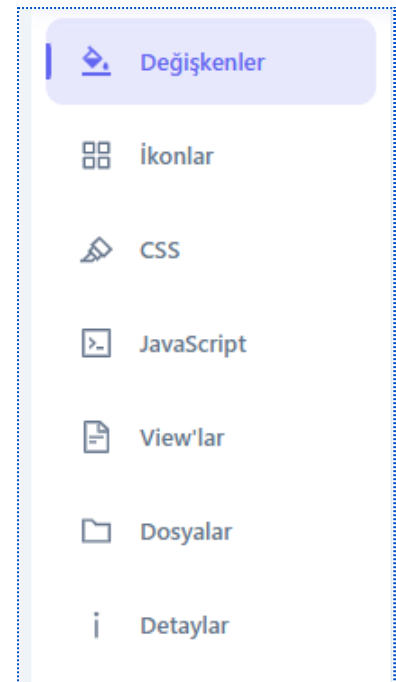 Değişkenler
İkonlar
CSS
JavaScript
View'lar
Dosyalar
Detaylar